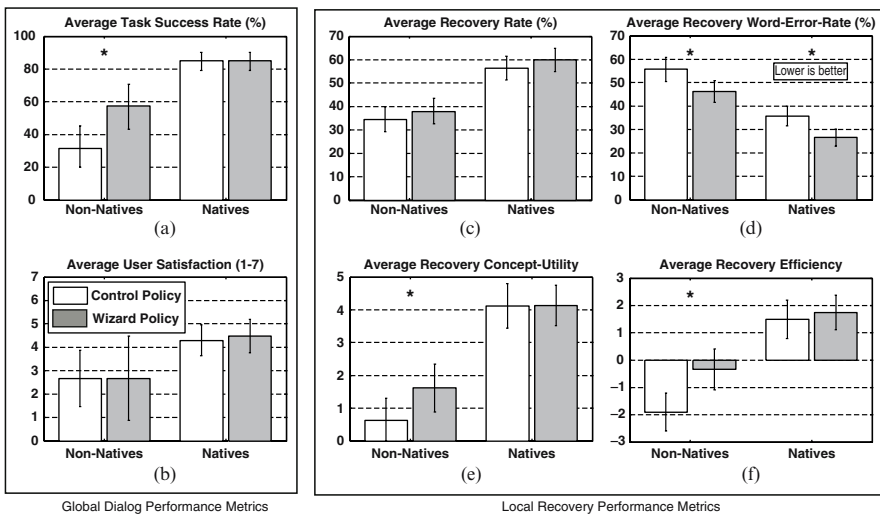 Average Task Success Rate (%)
100
80
60
40
20
0
*
Non-Natives
Natives
(a)
Average User Satisfaction (1-7)
7
6
5
4
3
2
1
0
Control Policy
Wizard Policy
Non-Natives
Natives
(b)
Global Dialog Performance Metrics
Average Recovery Rate (%)
70
60
50
40
30
20
10
0
Non-Natives
Natives
(c)
Average Recovery Word-Error-Rate (%)
70
60
50
40
30
20
10
0
*
*
Lower is better
Non-Natives
Natives
(d)
Average Recovery Concept-Utility
5
4
3
2
1
0
*
Non-Natives
Natives
(e)
Average Recovery Efficiency
3
2
1
0
−1
−2
−3
*
Non-Natives
Natives
(f)
Local Recovery Performance Metrics